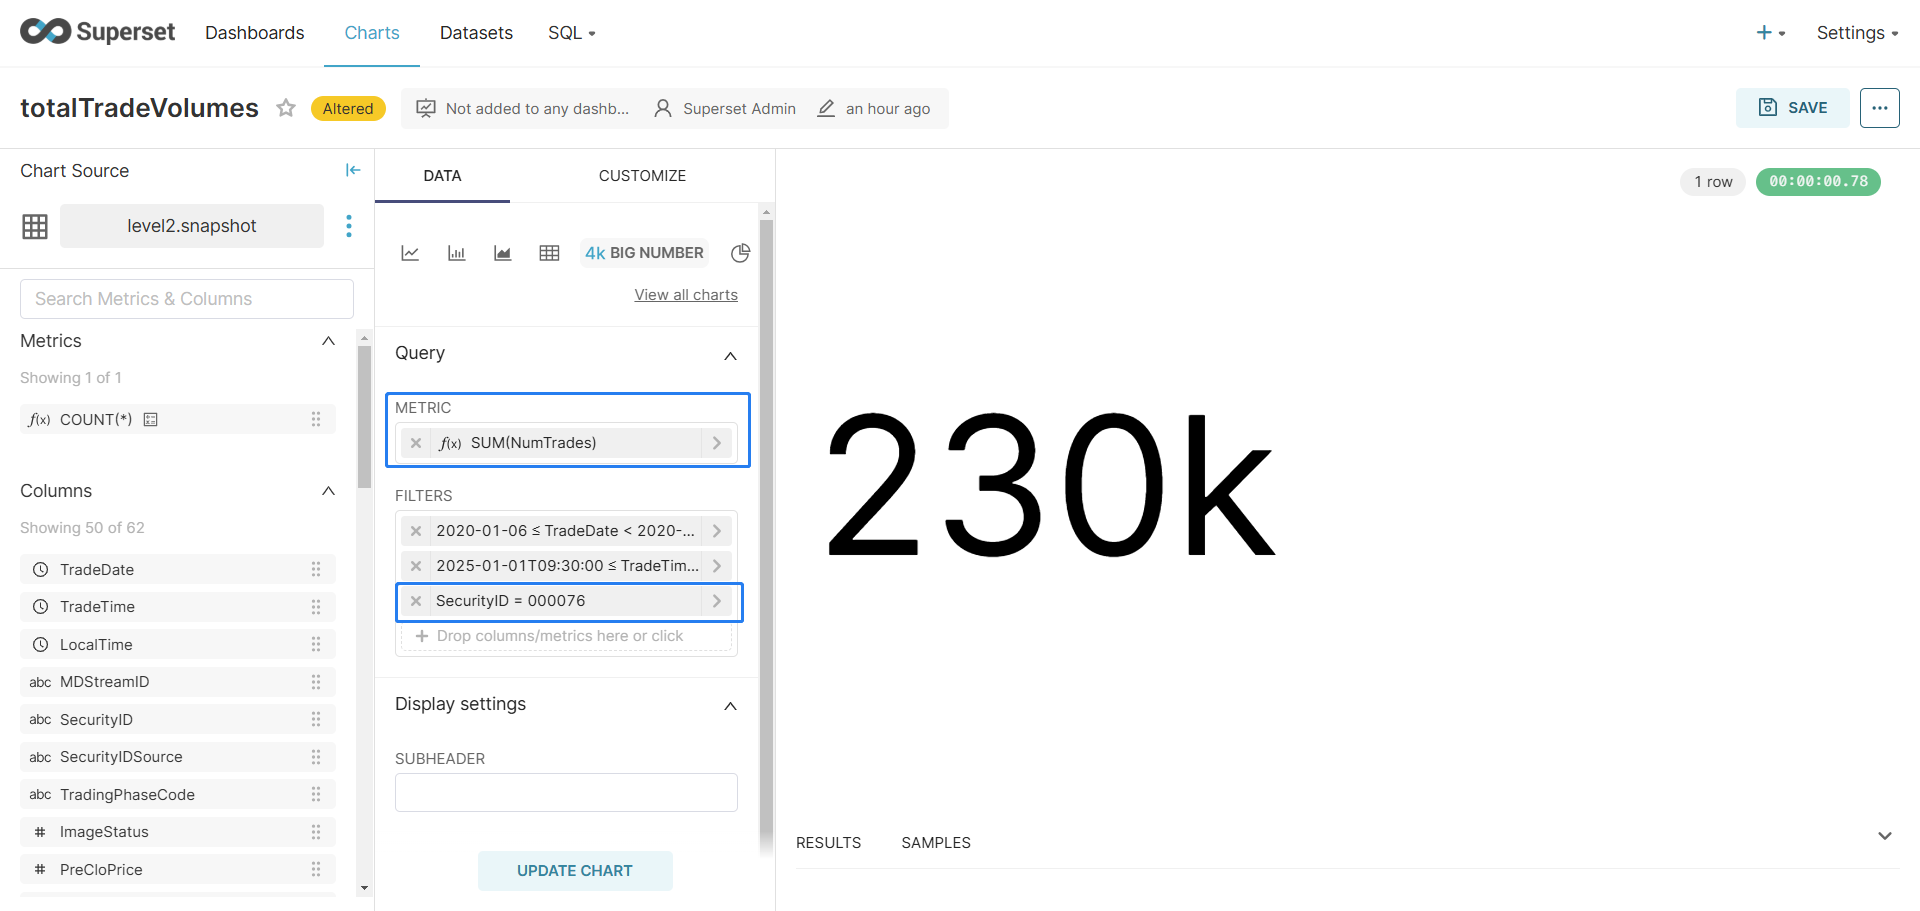 Superset
Dashboards
Charts
Datasets
SQL
Settings
totalTradeVolumes
Altered
Not added to any dashb...
Superset Admin
an hour ago
SAVE
Chart Source
level2.snapshot
Search Metrics & Columns
Metrics
Showing 1 of 1
f(x) COUNT(*)
Columns
Showing 50 of 62
TradeDate
TradeTime
LocalTime
abc MDStreamID
abc SecurityID
abc SecurityIDSource
abc TradingPhaseCode
# ImageStatus
# PreCloPrice
DATA
CUSTOMIZE
4k BIG NUMBER
View all charts
Query
METRIC
f(x) SUM(NumTrades)
FILTERS
2020-01-06 ≤ TradeDate < 2020-...
2025-01-01T09:30:00 ≤ TradeTim...
SecurityID = 000076
Drop columns/metrics here or click
Display settings
SUBHEADER
UPDATE CHART
1 row
00:00:00.78
230k
RESULTS
SAMPLES